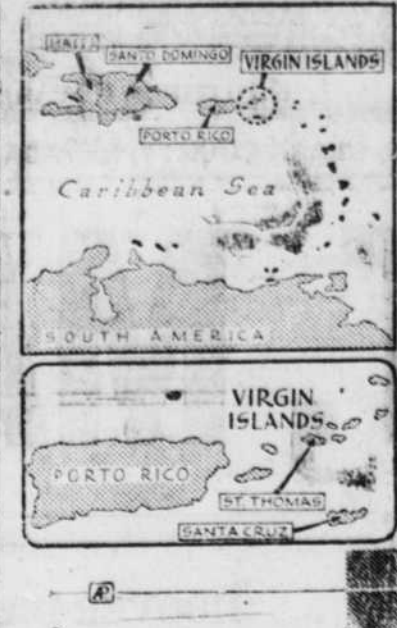 HAITI
SANTO DOMINGO
VIRGIN ISLANDS
PORTO RICO
Caribbean Sea
SOUTH AMERICA
VIRGIN
ISLANDS
PORTO RICO
ST. THOMAS
SANTA CRUZ
AP